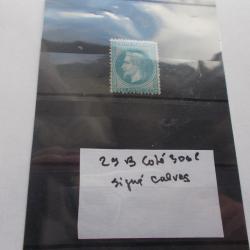 29 B Coté 300€
signé calves